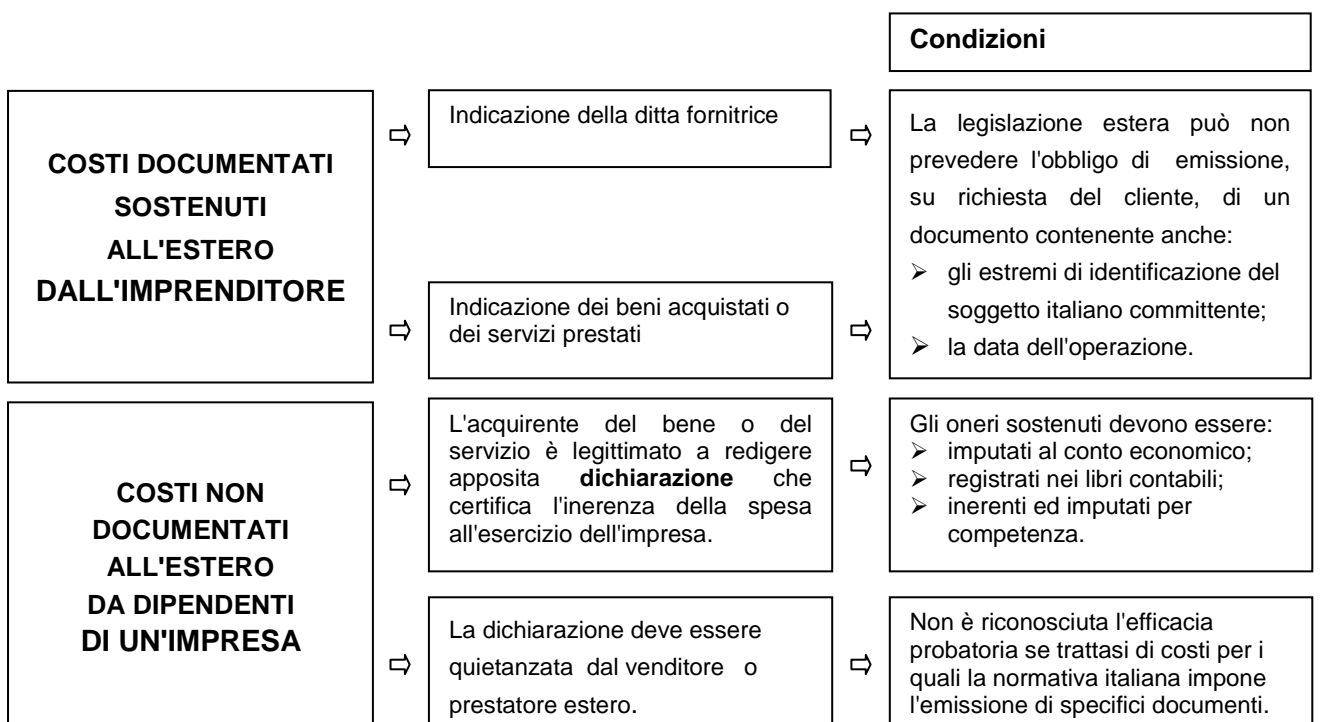 Condizioni
COSTI DOCUMENTATI
SOSTENUTI
ALL'ESTERO
DALL'IMPRENDITORE
⇨
Indicazione della ditta fornitrice
⇨
La legislazione estera può non
prevedere l'obbligo di emissione,
su richiesta del cliente, di un
documento contenente anche:
➢ gli estremi di identificazione del
soggetto italiano committente;
➢ la data dell'operazione.
⇨
Indicazione dei beni acquistati o
dei servizi prestati
⇨
COSTI NON
DOCUMENTATI
ALL'ESTERO
DA DIPENDENTI
DI UN'IMPRESA
⇨
L'acquirente del bene o del
servizio è legittimato a redigere
apposita dichiarazione che
certifica l'inerenza della spesa
all'esercizio dell'impresa.
⇨
Gli oneri sostenuti devono essere:
➢ imputati al conto economico;
➢ registrati nei libri contabili;
➢ inerenti ed imputati per
competenza.
⇨
La dichiarazione deve essere
quietanzata dal venditore o
prestatore estero.
⇨
Non è riconosciuta l'efficacia
probatoria se trattasi di costi per i
quali la normativa italiana impone
l'emissione di specifici documenti.